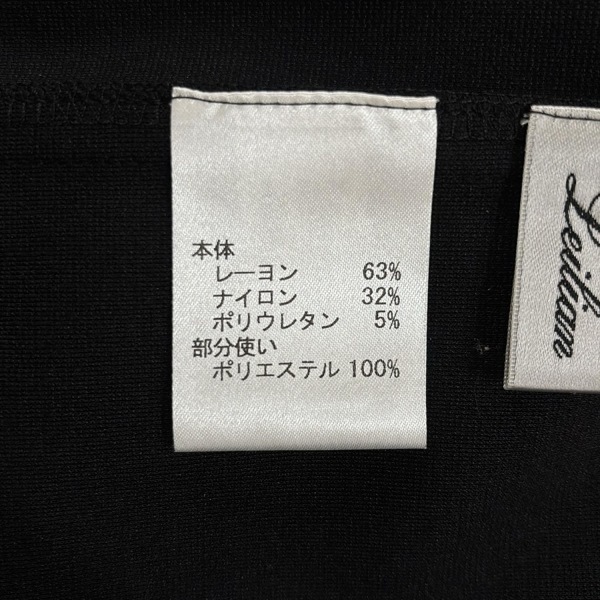 本体
レーヨン 63%
ナイロン 32%
ポリウレタン 5%
部分使い
ポリエステル 100%
Leilian